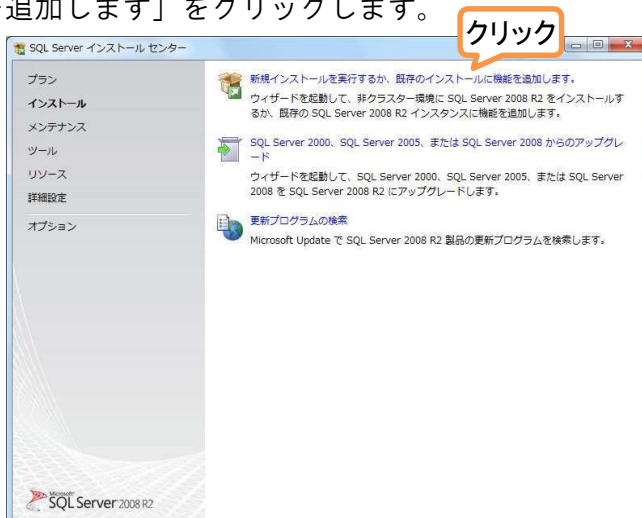 追加します」をクリックします。
クリック
SQL Server インストール センター
プラン
インストール
メンテナンス
ツール
リソース
詳細設定
オプション
新規インストールを実行するか、既存のインストールに機能を追加します。
ウィザードを起動して、非クラスター環境に SQL Server 2008 R2 をインストールす
るか、既存の SQL Server 2008 R2 インスタンスに機能を追加します。
SQL Server 2000、SQL Server 2005、または SQL Server 2008 からのアップグレ
ード
ウィザードを起動して、SQL Server 2000、SQL Server 2005、または SQL Server
2008 を SQL Server 2008 R2 にアップグレードします。
更新プログラムの検索
Microsoft Update で SQL Server 2008 R2 製品の更新プログラムを検索します。
Microsoft
SQL Server 2008 R2